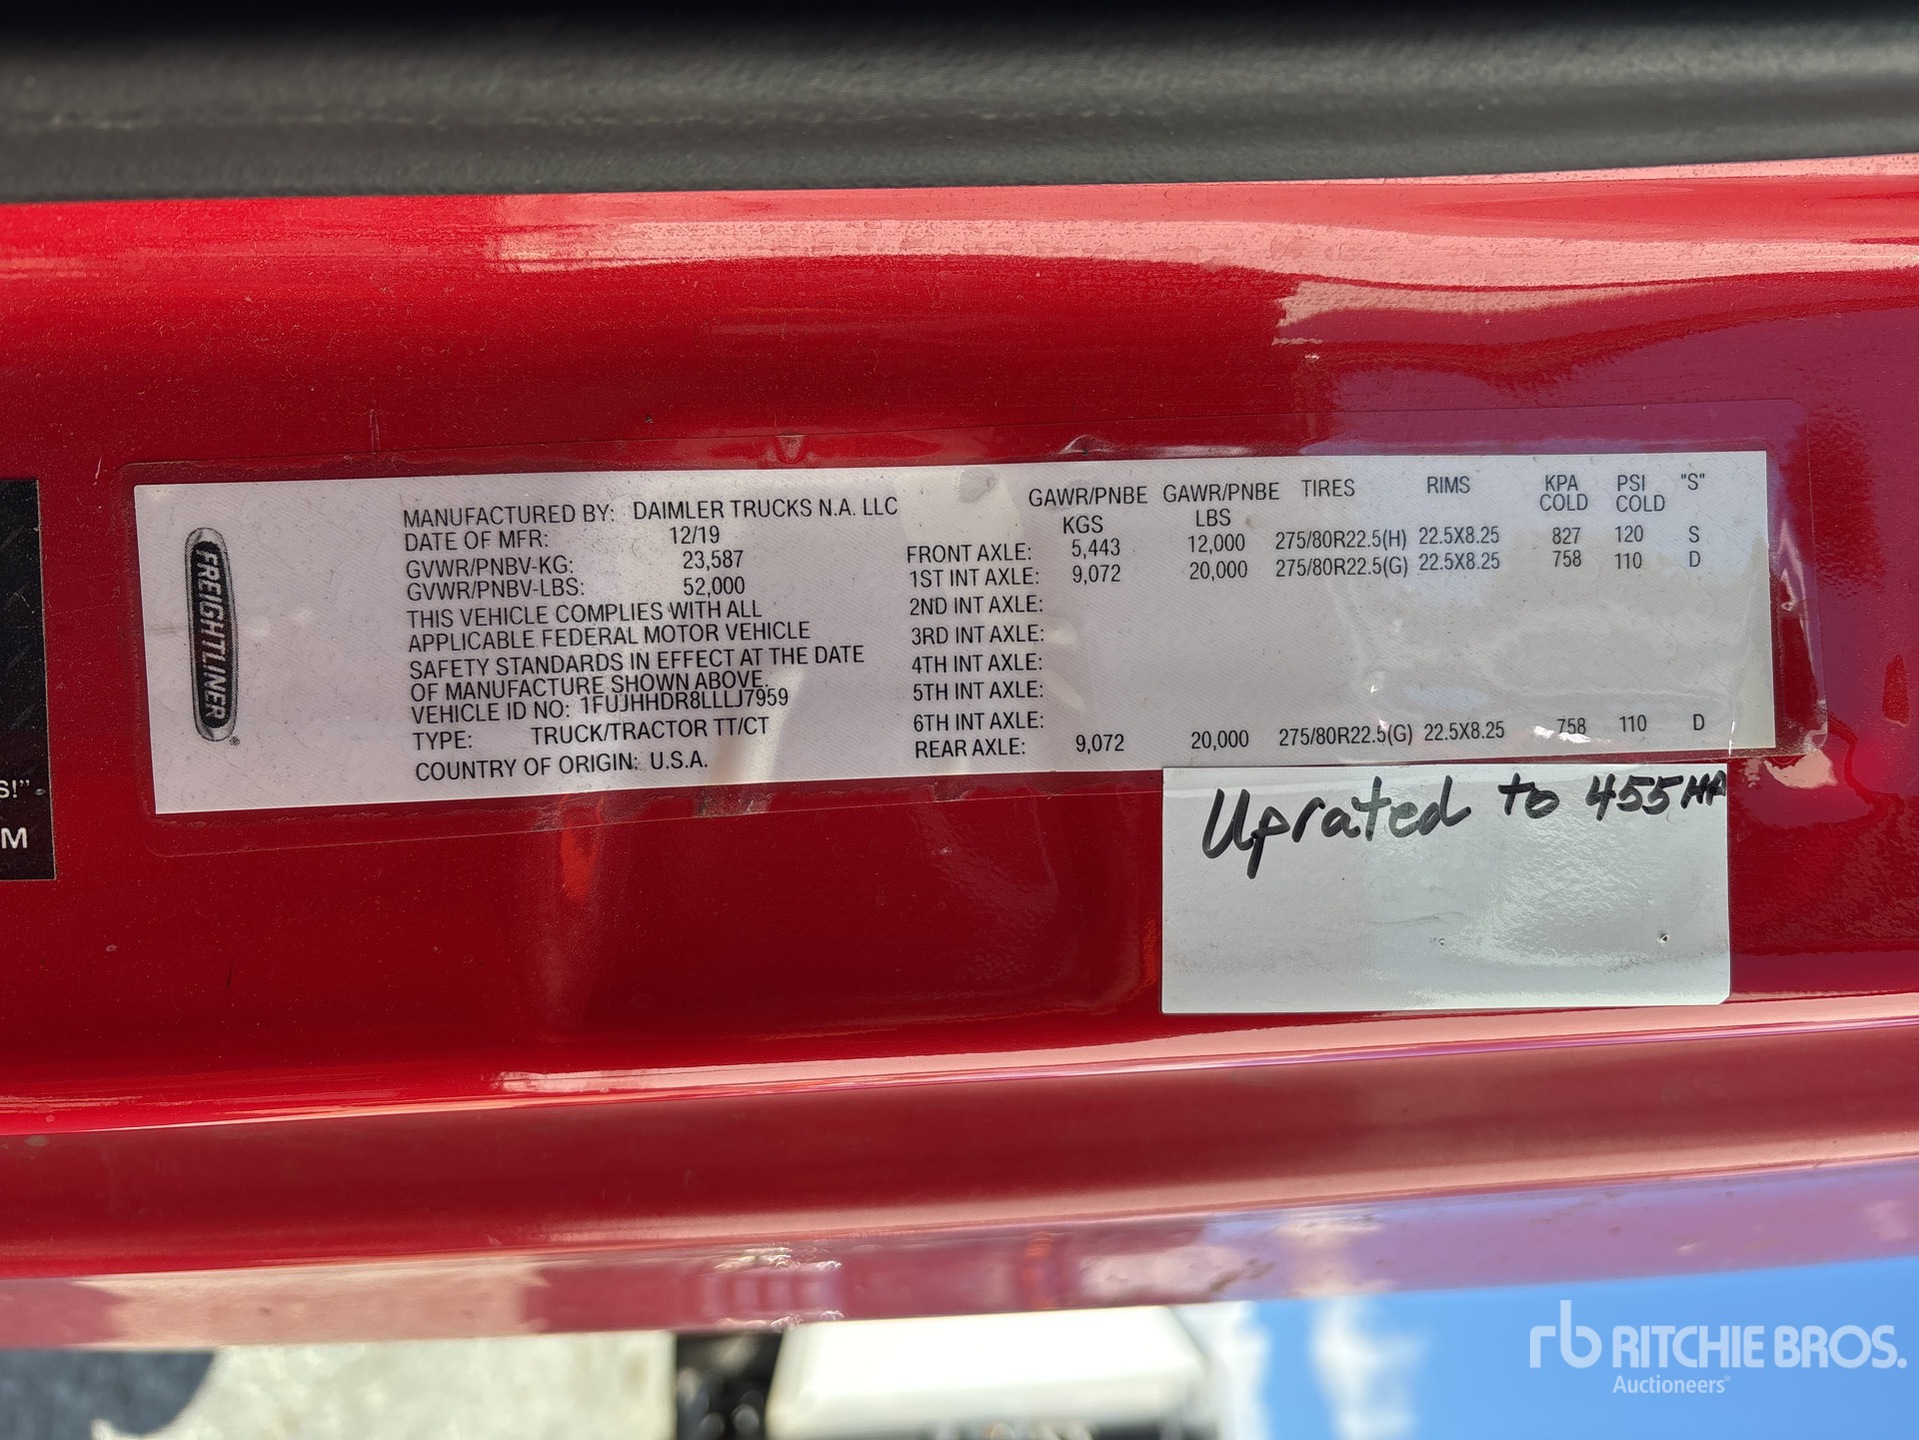 S!”
M
FREIGHTLINER®
MANUFACTURED BY: DAIMLER TRUCKS N.A. LLC
DATE OF MFR: 12/19
GVWR/PNBV-KG: 23,587
GVWR/PNBV-LBS: 52,000
THIS VEHICLE COMPLIES WITH ALL
APPLICABLE FEDERAL MOTOR VEHICLE
SAFETY STANDARDS IN EFFECT AT THE DATE
OF MANUFACTURE SHOWN ABOVE.
VEHICLE ID NO: 1FUJHHDR8LLLJ7959
TYPE: TRUCK/TRACTOR TT/CT
COUNTRY OF ORIGIN: U.S.A.
GAWR/PNBE GAWR/PNBE TIRES RIMS KPA PSI "S"
KGS LBS COLD COLD
FRONT AXLE: 5,443 12,000 275/80R22.5(H) 22.5X8.25 827 120 S
1ST INT AXLE: 9,072 20,000 275/80R22.5(G) 22.5X8.25 758 110 D
2ND INT AXLE:
3RD INT AXLE:
4TH INT AXLE:
5TH INT AXLE:
6TH INT AXLE:
REAR AXLE: 9,072 20,000 275/80R22.5(G) 22.5X8.25 758 110 D
Uprated to 455HP
rb RITCHIE BROS.
Auctioneers®